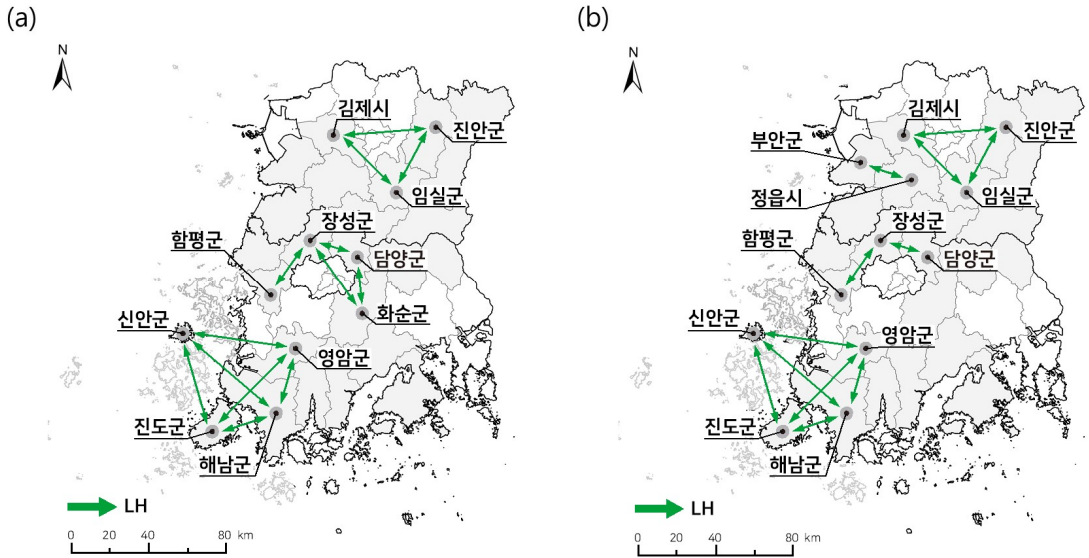 (a)
N
김제시
진안군
임실군
장성군
함평군
담양군
화순군
신안군
영암군
진도군
해남군
LH
0 20 40 80 km
(b)
N
김제시
진안군
부안군
정읍시
임실군
장성군
함평군
담양군
신안군
영암군
진도군
해남군
LH
0 20 40 80 km